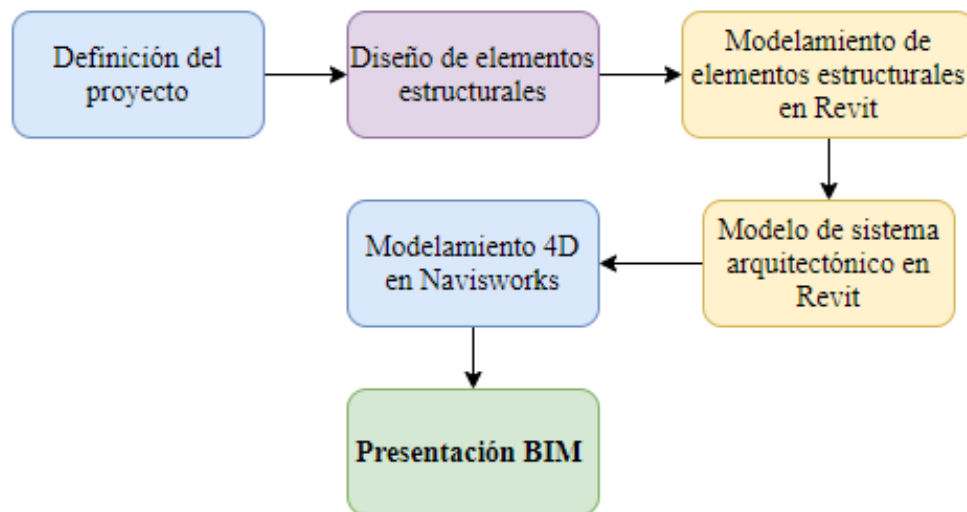 Definición del
proyecto
Diseño de elementos
estructurales
Modelamiento de
elementos estructurales
en Revit
Modelo de sistema
arquitectónico en
Revit
Modelamiento 4D
en Navisworks
Presentación BIM